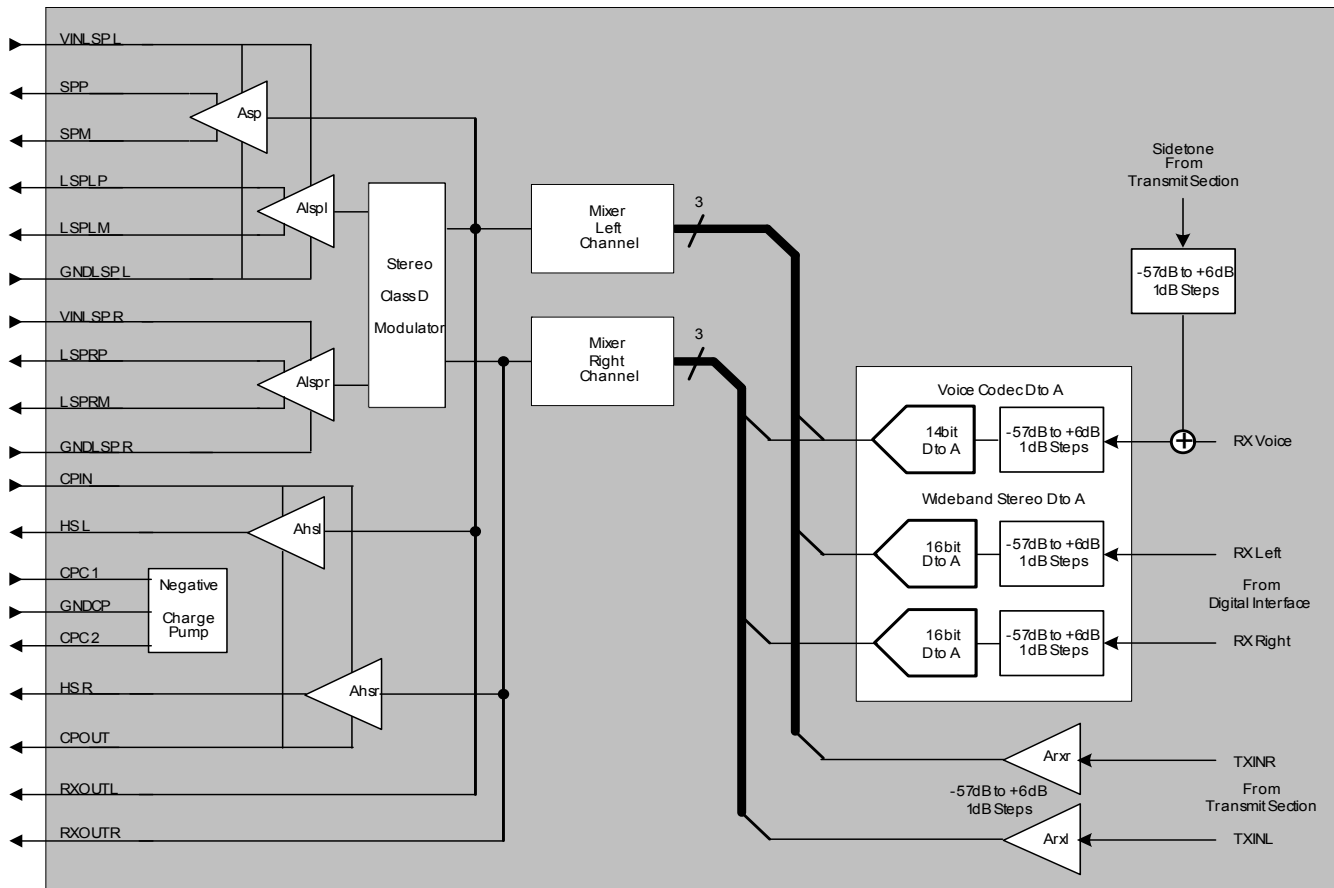 VINLSPL
SPP
SPM
LSPLP
LSPLM
GNDLSPL
VINLSPR
LSPRP
LSPRM
GNDLSPR
CPIN
HSL
CPC1
GNDCP
CPC2
HSR
CPOUT
RXOUTL
RXOUTR
Asp
Alspl
Alspr
Ahsl
Ahsr
Negative
Charge
Pump
Stereo
Class D
Modulator
Mixer
Left
Channel
3
Mixer
Right
Channel
3
Sidetone
From
Transmit Section
-57dB to +6dB
1dB Steps
Voice Codec D to A
14bit
D to A
-57dB to +6dB
1dB Steps
RX Voice
Wideband Stereo D to A
16bit
D to A
-57dB to +6dB
1dB Steps
RX Left
From
Digital Interface
16bit
D to A
-57dB to +6dB
1dB Steps
RX Right
Arxr
TXINR
-57dB to +6dB
1dB Steps
From
Transmit Section
Arxl
TXINL